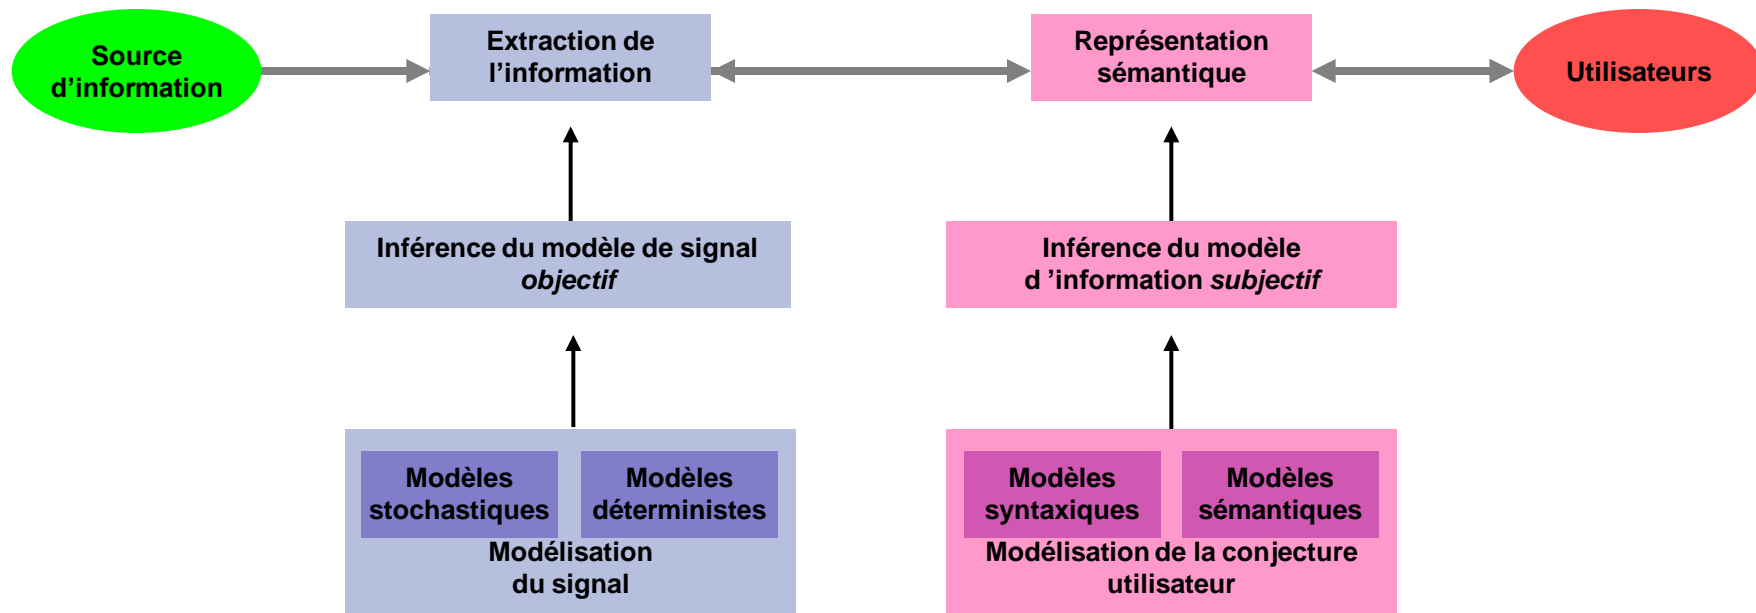 Source
d’information
Extraction de
l’information
Représentation
sémantique
Utilisateurs
Inférence du modèle de signal
objectif
Inférence du modèle
d ’information subjectif
Modèles
stochastiques
Modèles
déterministes
Modélisation
du signal
Modèles
syntaxiques
Modèles
sémantiques
Modélisation de la conjecture
utilisateur